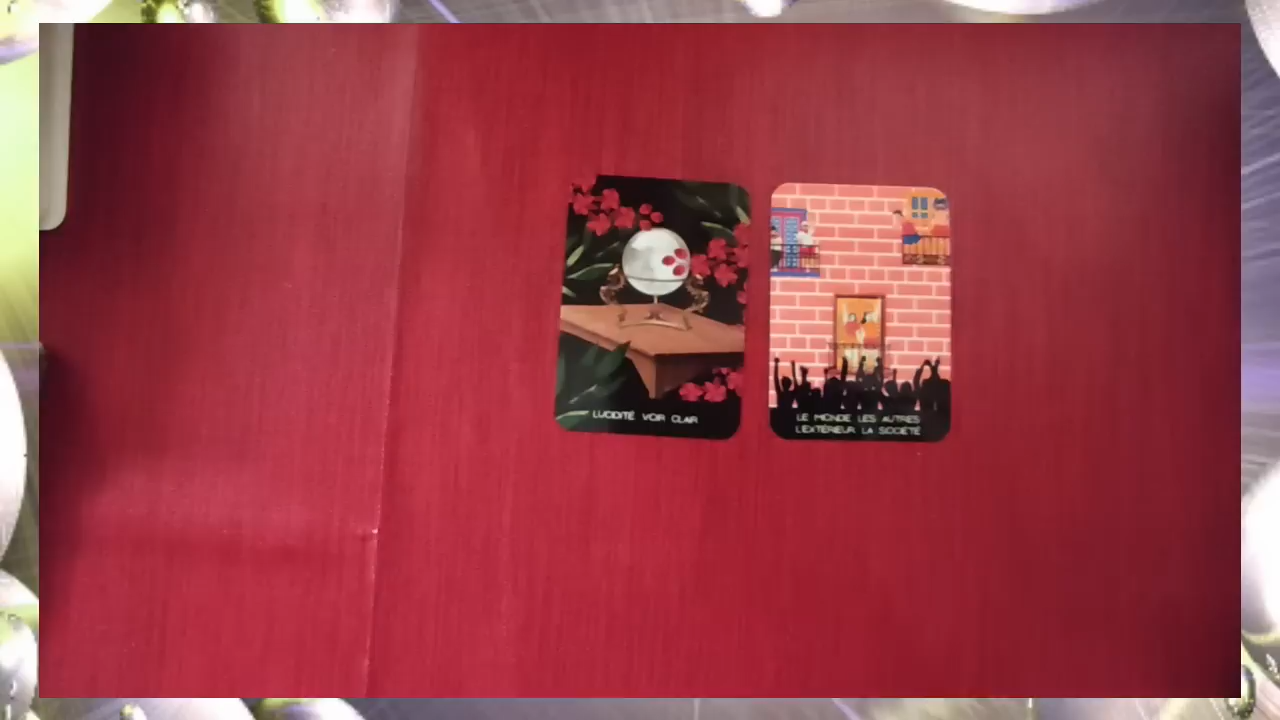 LUCIDITÉ VOIR CLAIR
LE MONDE LES AUTRES
L'EXTÉRIEUR LA SOCIÉTÉ